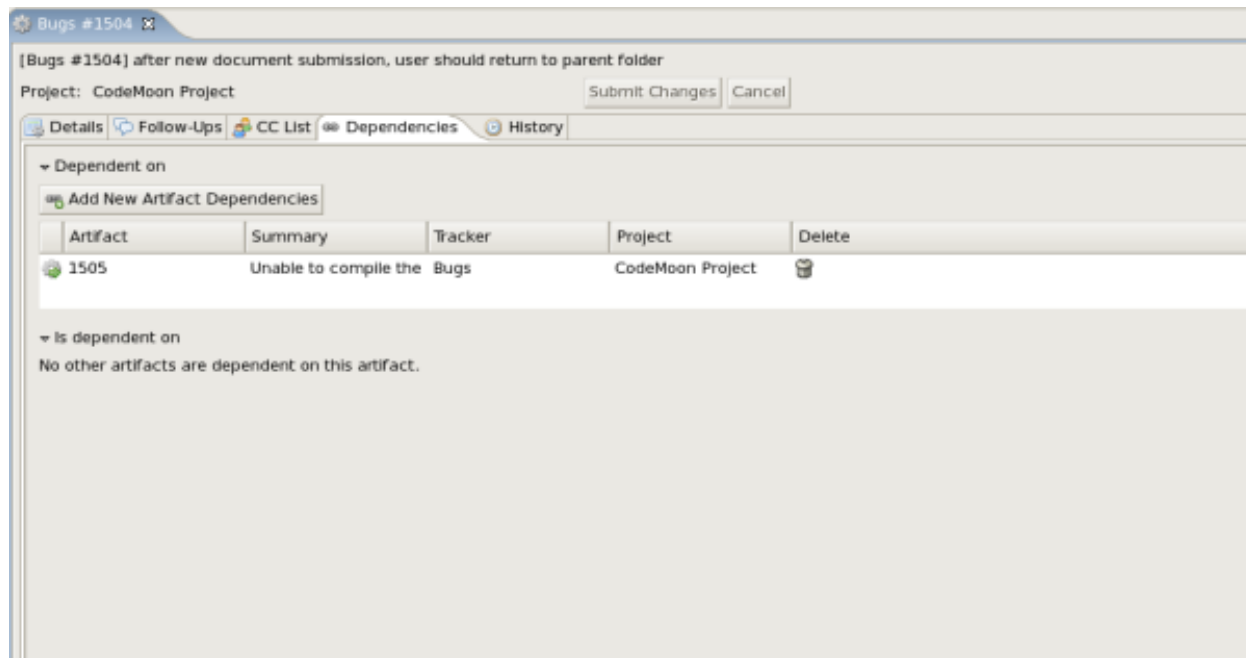 Bugs #1504
[Bugs #1504] after new document submission, user should return to parent folder
Project: CodeMoon Project Submit Changes Cancel
Details Follow-Ups CC List Dependencies History
Dependent on
Add New Artifact Dependencies
Artifact Summary Tracker Project Delete
1505 Unable to compile the Bugs CodeMoon Project
Is dependent on
No other artifacts are dependent on this artifact.